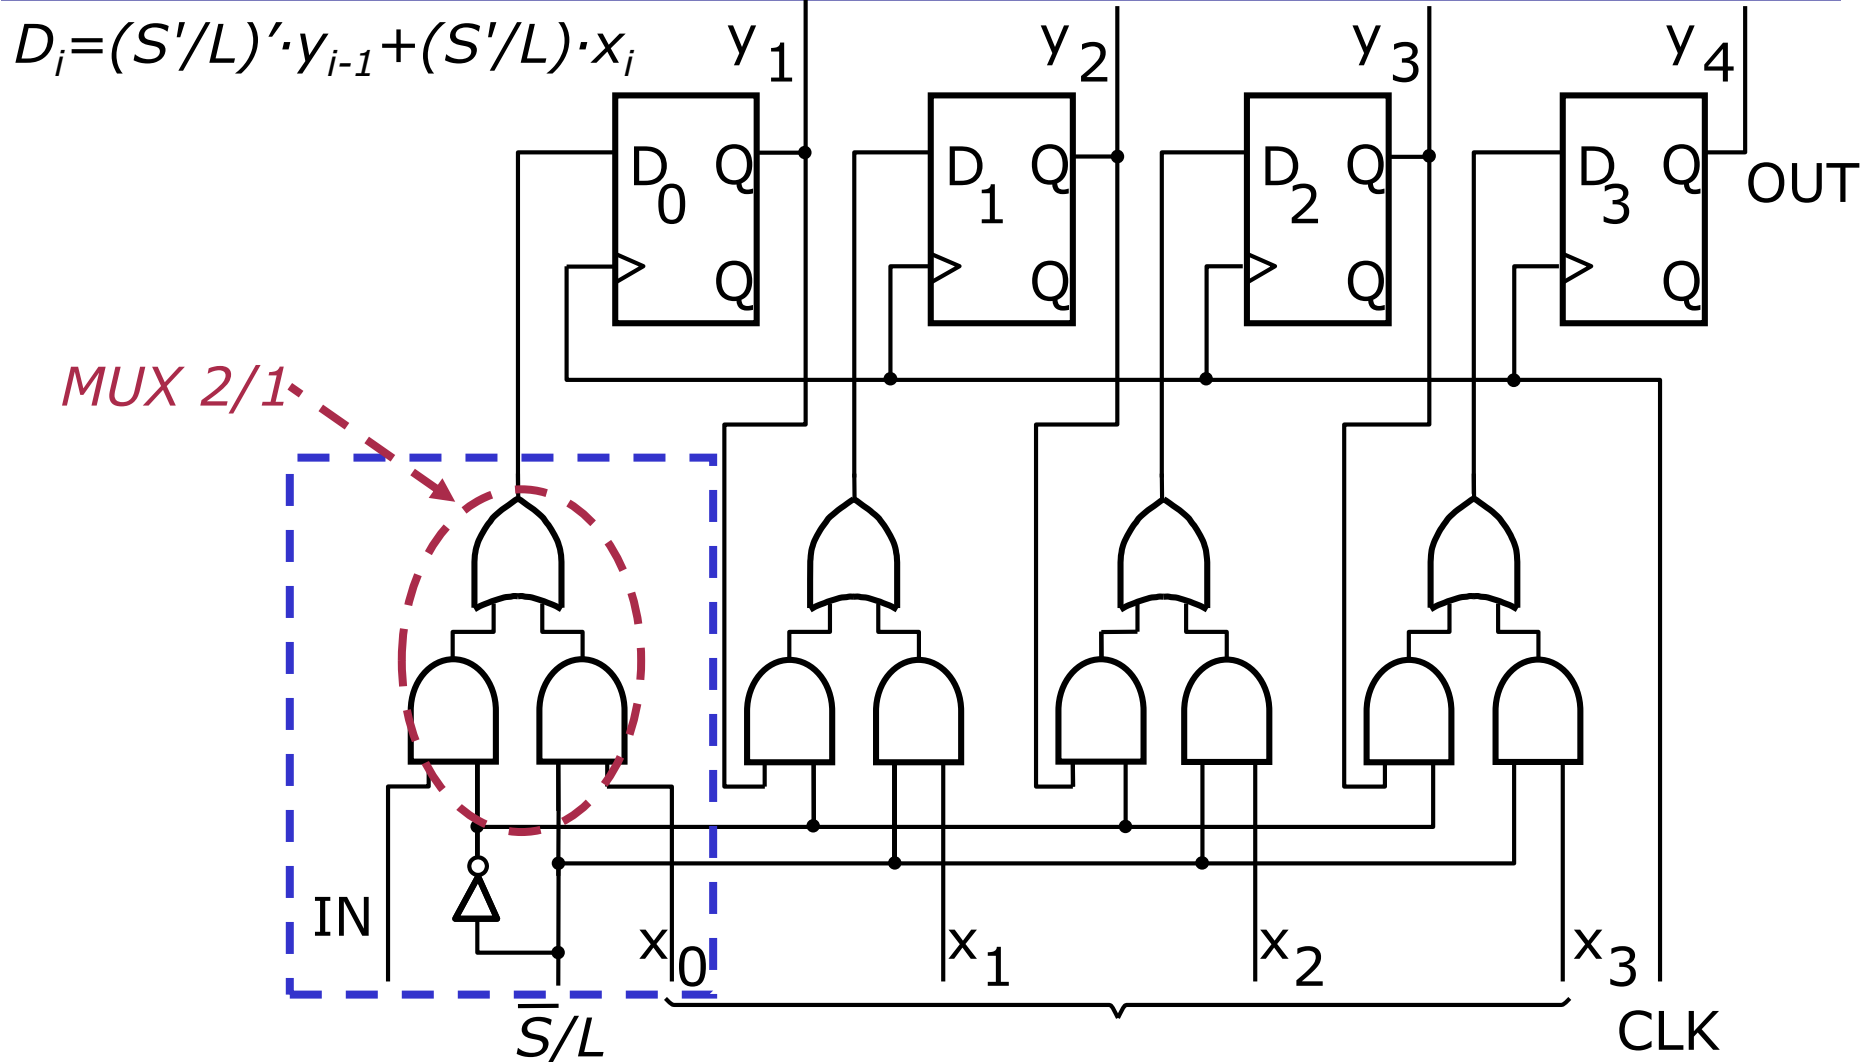 Dᵢ=(S'/L)′·yᵢ₋₁+(S'/L)·xᵢ
y₁ y₂ y₃ y₄
D₀ Q D₁ Q D₂ Q D₃ Q OUT
Q Q Q Q
MUX 2/1
IN x₀ x₁ x₂ x₃
S̅/L CLK